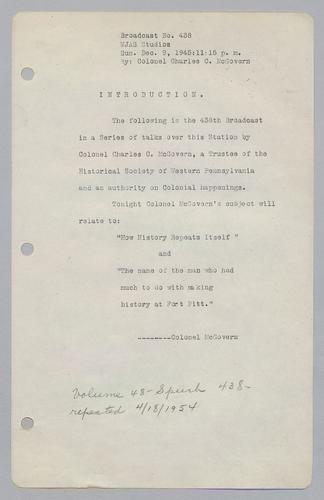 Broadcast No. 438
WJAS Studios
Sun. Dec. 9, 1945:11:15 p. m.
By: Colonel Charles C. McGovern
I N T R O D U C T I O N .
The following is the 438th Broadcast
in a Series of talks over this Station by
Colonel Charles C. McGovern, a Trustee of the
Historical Society of Western Pennsylvania
and an authority on Colonial happenings.
Tonight Colonel McGovern's subject will
relate to:
"How History Repeats Itself "
and
"The name of the man who had
much to do with making
history at Fort Pitt."
--------Colonel McGovern
Volume 48- Speech 438-
repeated 4/18/1954